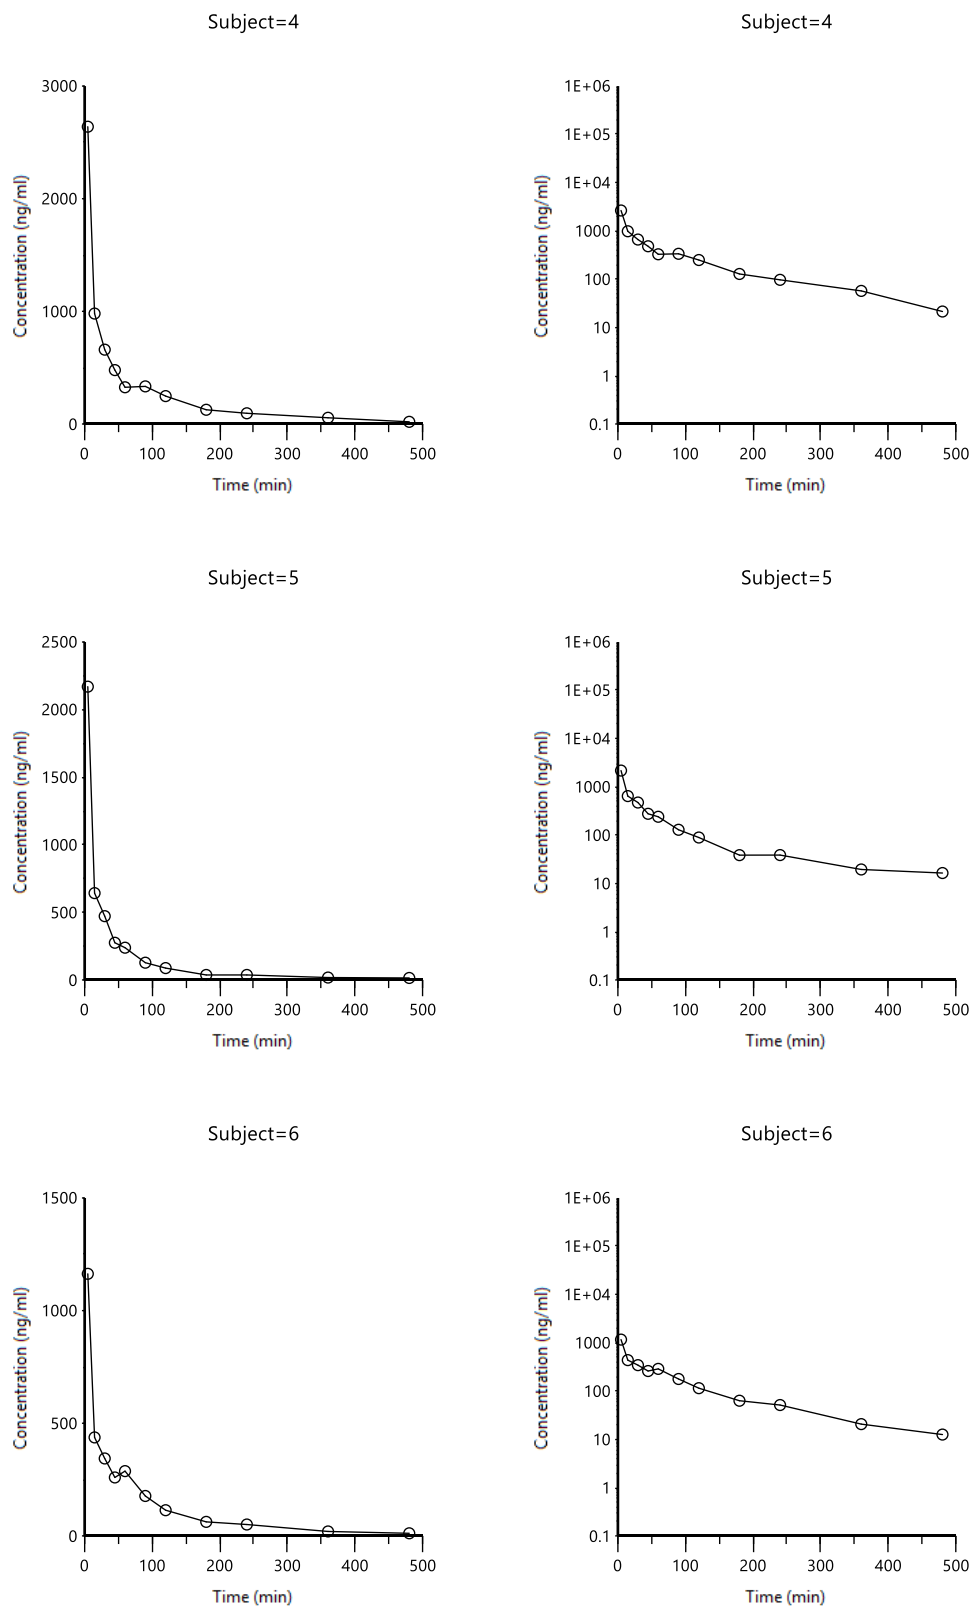 Subject=4
3000
2000
1000
0
0 100 200 300 400 500
Concentration (ng/ml)
Time (min)
Subject=4
1E+06
1E+05
1E+04
1000
100
10
1
0.1
0 100 200 300 400 500
Concentration (ng/ml)
Time (min)
Subject=5
2500
2000
1500
1000
500
0
0 100 200 300 400 500
Concentration (ng/ml)
Time (min)
Subject=5
1E+06
1E+05
1E+04
1000
100
10
1
0.1
0 100 200 300 400 500
Concentration (ng/ml)
Time (min)
Subject=6
1500
1000
500
0
0 100 200 300 400 500
Concentration (ng/ml)
Time (min)
Subject=6
1E+06
1E+05
1E+04
1000
100
10
1
0.1
0 100 200 300 400 500
Concentration (ng/ml)
Time (min)